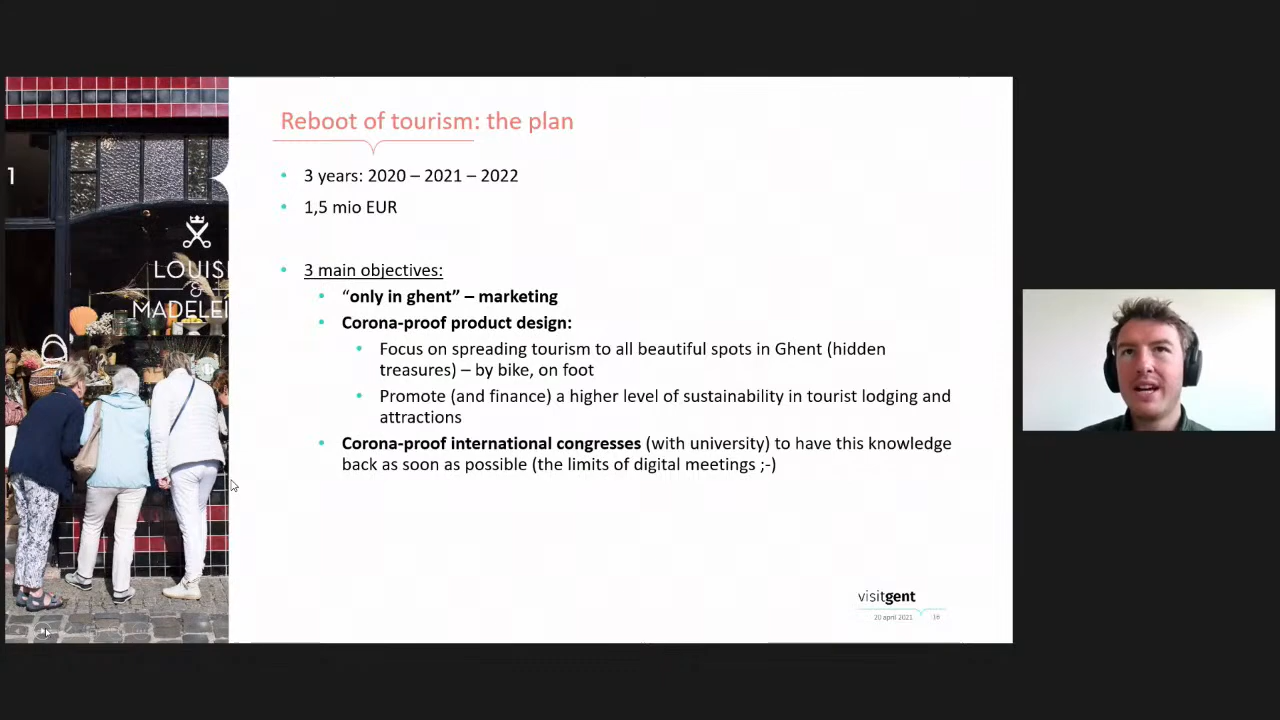 Reboot of tourism: the plan
• 3 years: 2020 – 2021 – 2022
• 1,5 mio EUR
• 3 main objectives:
• “only in ghent” – marketing
• Corona-proof product design:
• Focus on spreading tourism to all beautiful spots in Ghent (hidden
treasures) – by bike, on foot
• Promote (and finance) a higher level of sustainability in tourist lodging and
attractions
• Corona-proof international congresses (with university) to have this knowledge
back as soon as possible (the limits of digital meetings ;-)
1
LOUIS
&
MADELEI
visitgent
20 april 2021 16